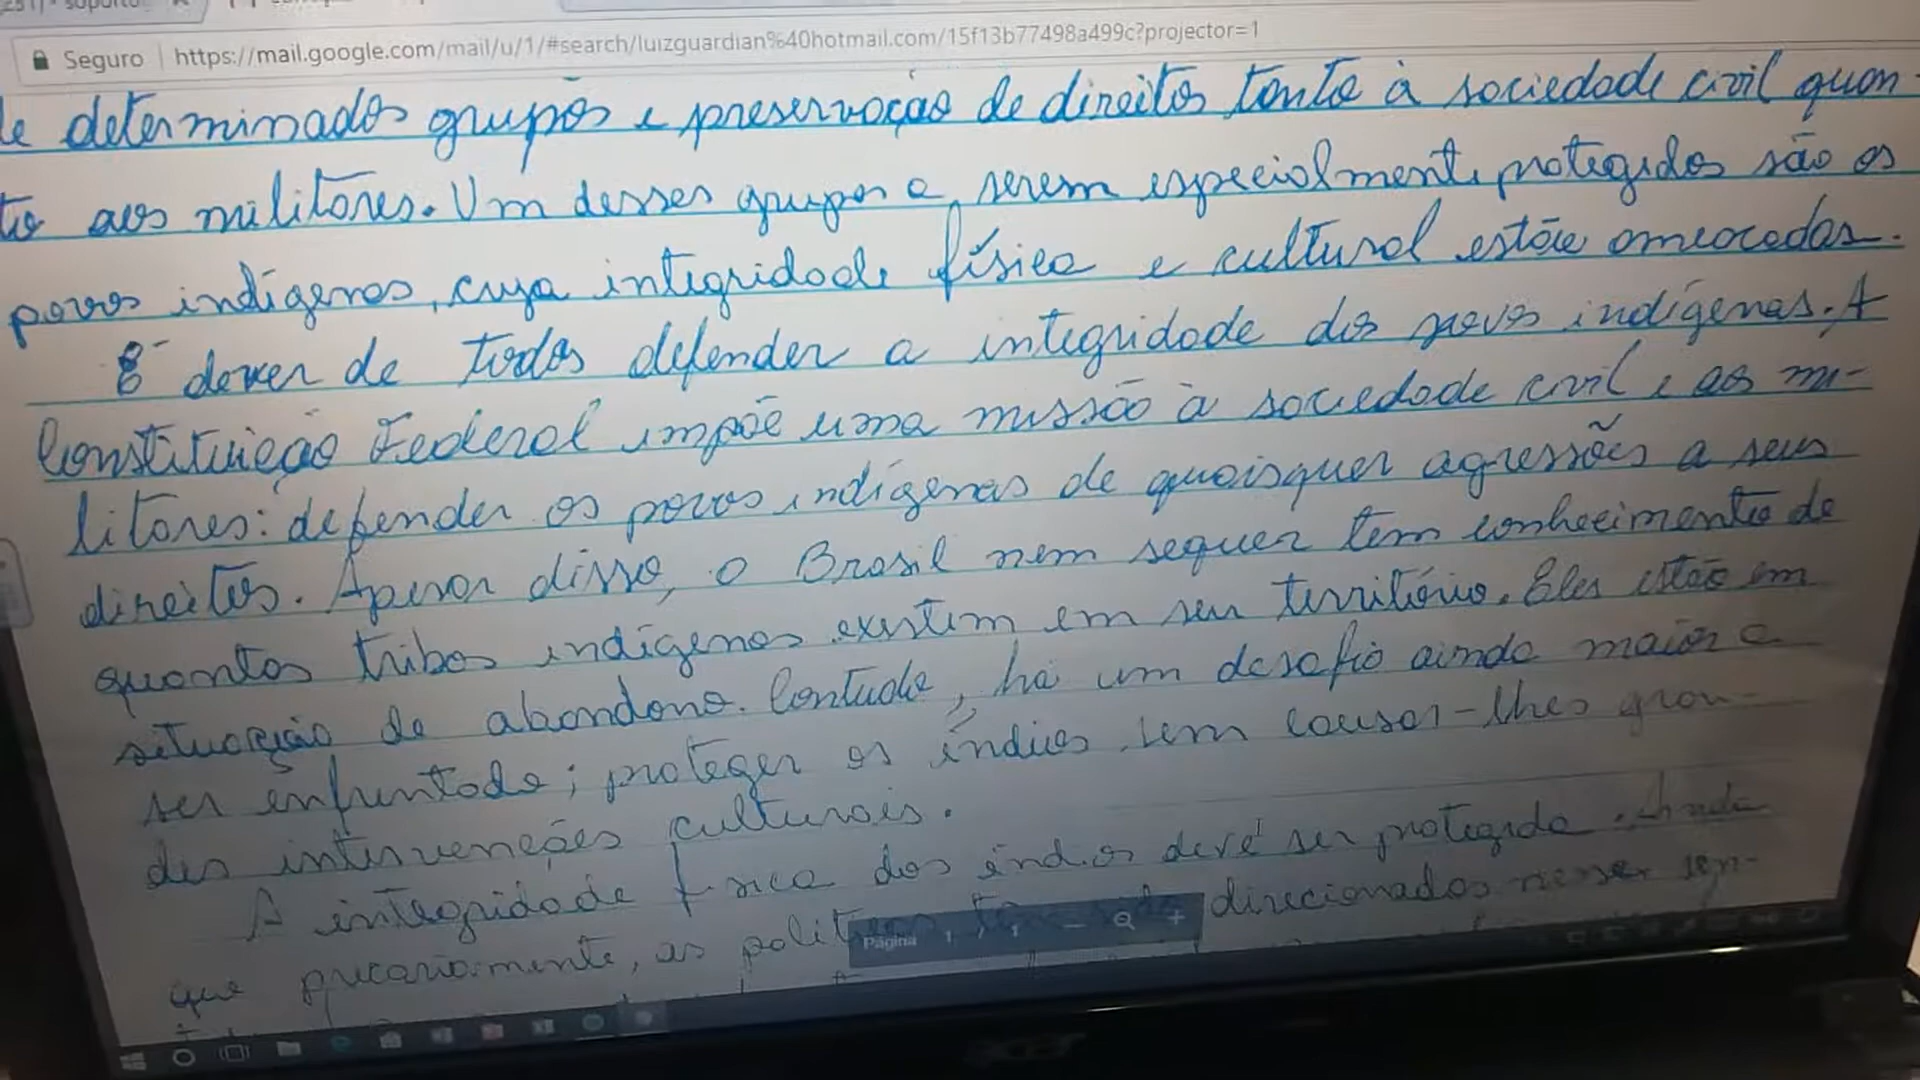 Seguro https://mail.google.com/mail/u/1/#search/luizguardian%40hotmail.com/15f13b77498a499c?projector=1
de determinados grupos e preservação de direitos tanto à sociedade civil quan-
to aos militares. Um desses grupos a serem especialmente protegidos são os
povos indígenas, cuja integridade física e cultural estão ameaçadas.
É dever de todos defender a integridade dos povos indígenas. A
Constituição Federal impõe uma missão à sociedade civil e aos mi-
litares: defender os povos indígenas de quaisquer agressões a seus
direitos. Apesar disso, o Brasil nem sequer tem conhecimento de
quantas tribos indígenas existem em seu território. Eles estão em
situação de abandono. Contudo, há um desafio ainda maior a
ser enfrentado; proteger os índios sem causar-lhes gran-
des intervenções culturais.
A integridade física dos índios deve ser protegida. Ainda
que precariamente, as direcionados nesse sen-
Página 1 / 1 − +
acer